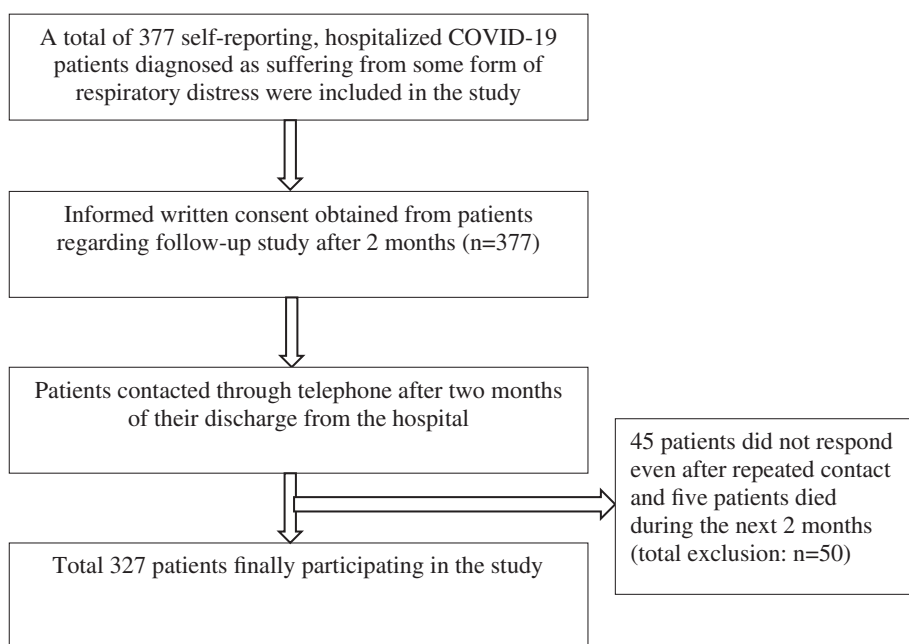 A total of 377 self-reporting, hospitalized COVID-19
patients diagnosed as suffering from some form of
respiratory distress were included in the study
Informed written consent obtained from patients
regarding follow-up study after 2 months (n=377)
Patients contacted through telephone after two months
of their discharge from the hospital
45 patients did not respond
even after repeated contact
and five patients died
during the next 2 months
(total exclusion: n=50)
Total 327 patients finally participating in the study